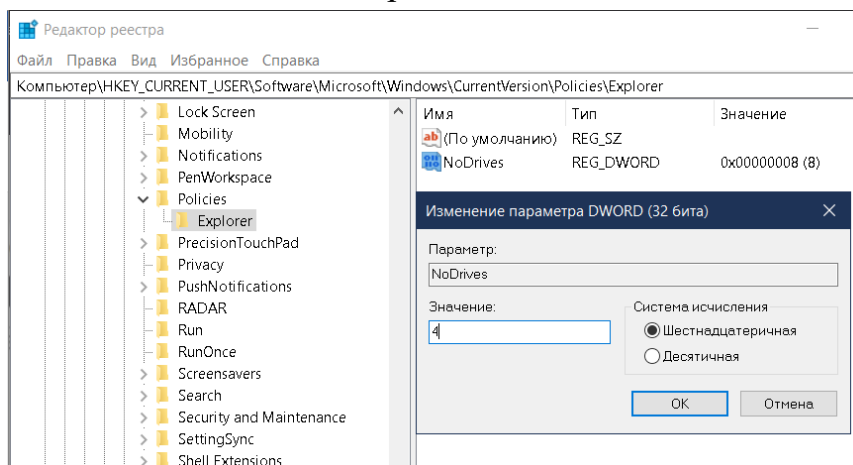 Редактор реестра
Файл Правка Вид Избранное Справка
Компьютер\HKEY_CURRENT_USER\Software\Microsoft\Windows\CurrentVersion\Policies\Explorer
Lock Screen
Mobility
Notifications
PenWorkspace
Policies
Explorer
PrecisionTouchPad
Privacy
PushNotifications
RADAR
Run
RunOnce
Screensavers
Search
Security and Maintenance
SettingSync
Shell Extensions
Имя Тип Значение
ab (По умолчанию) REG_SZ
NoDrives REG_DWORD 0x00000008 (8)
Изменение параметра DWORD (32 бита)
Параметр:
NoDrives
Значение:
4
Система исчисления
Шестнадцатеричная
Десятичная
OK Отмена